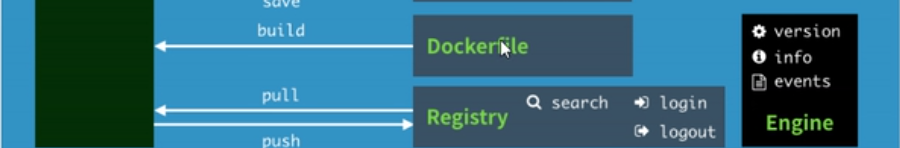 save
build
Dockerfile
pull
push
Registry
search
login
logout
version
info
events
Engine